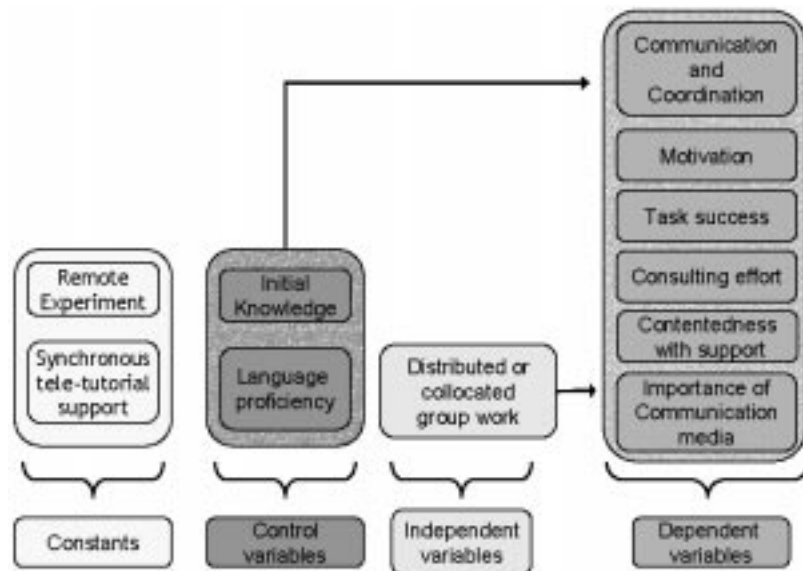 Remote
Experiment
Synchronous
tele-tutorial
support
Constants
Initial
Knowledge
Language
proficiency
Control
variables
Distributed or
collocated
group work
Independent
variables
Communication
and
Coordination
Motivation
Task success
Consulting effort
Contentedness
with support
Importance of
Communication
media
Dependent
variables